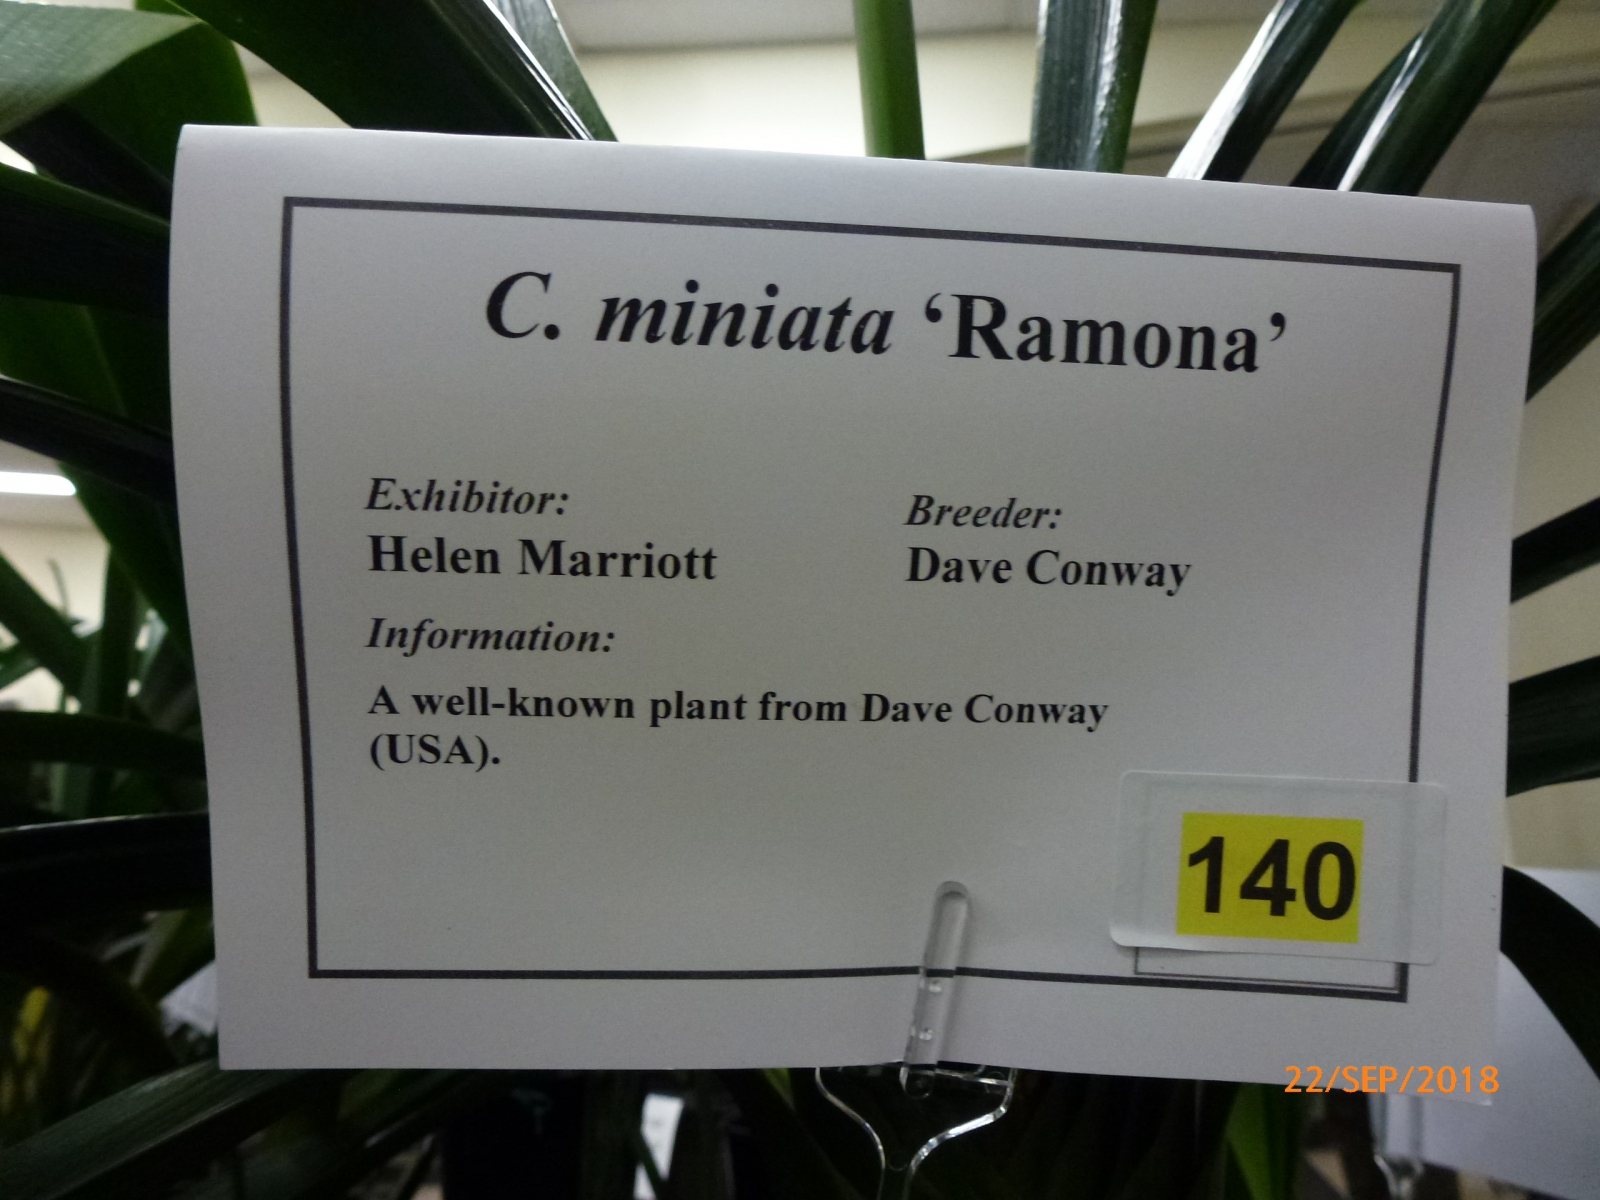 C. miniata ‘Ramona’
Exhibitor:
Helen Marriott
Breeder:
Dave Conway
Information:
A well-known plant from Dave Conway
(USA).
140
22/SEP/2018